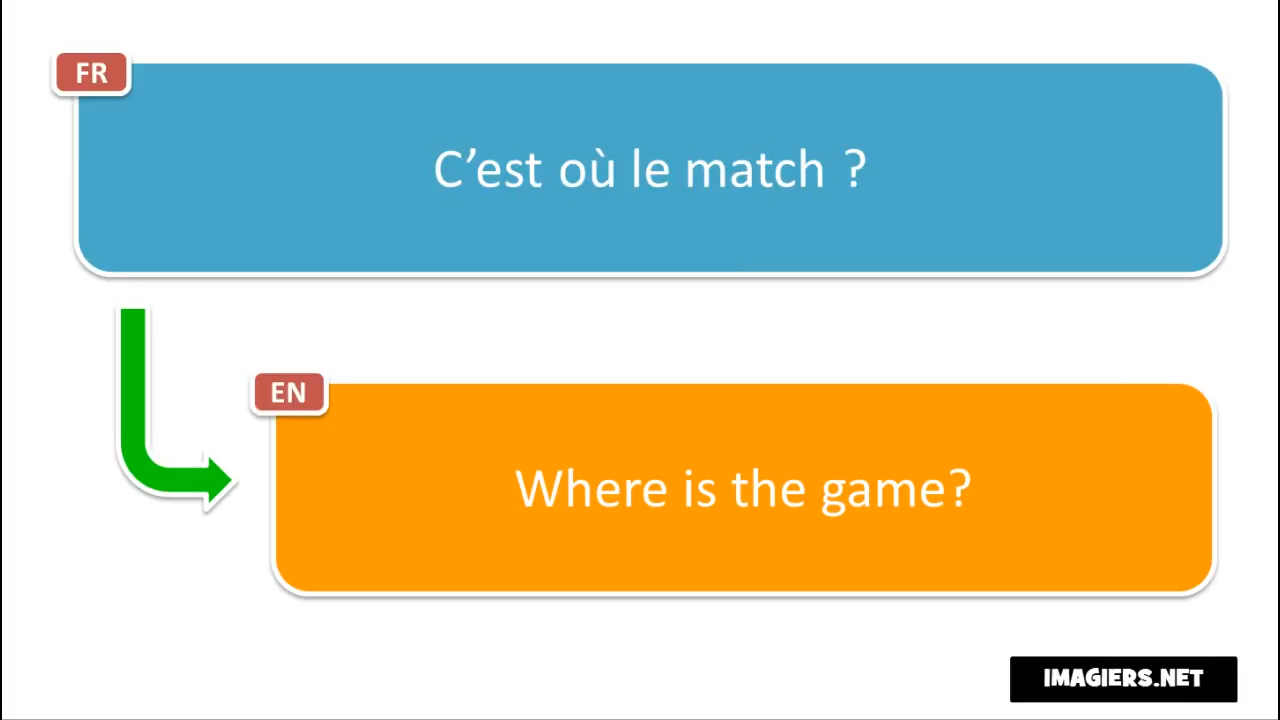 FR
C’est où le match ?
EN
Where is the game?
IMAGIERS.NET